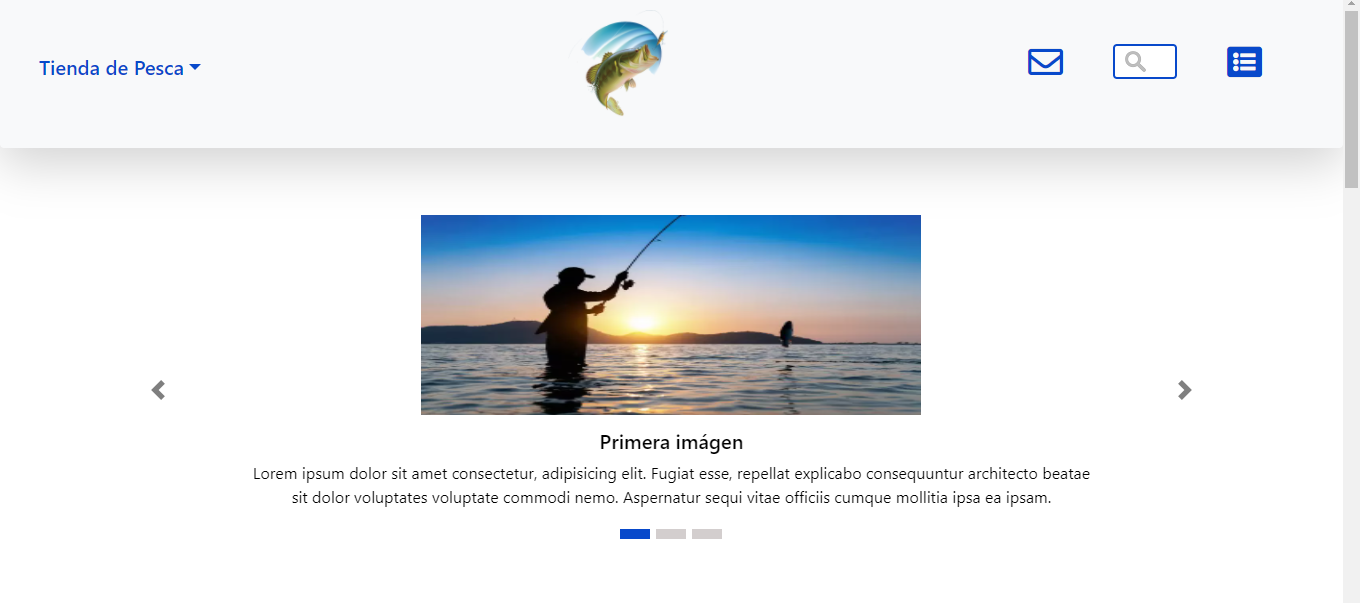 Tienda de Pesca
Primera imágen
Lorem ipsum dolor sit amet consectetur, adipisicing elit. Fugiat esse, repellat explicabo consequuntur architecto beatae
sit dolor voluptates voluptate commodi nemo. Aspernatur sequi vitae officiis cumque mollitia ipsa ea ipsam.